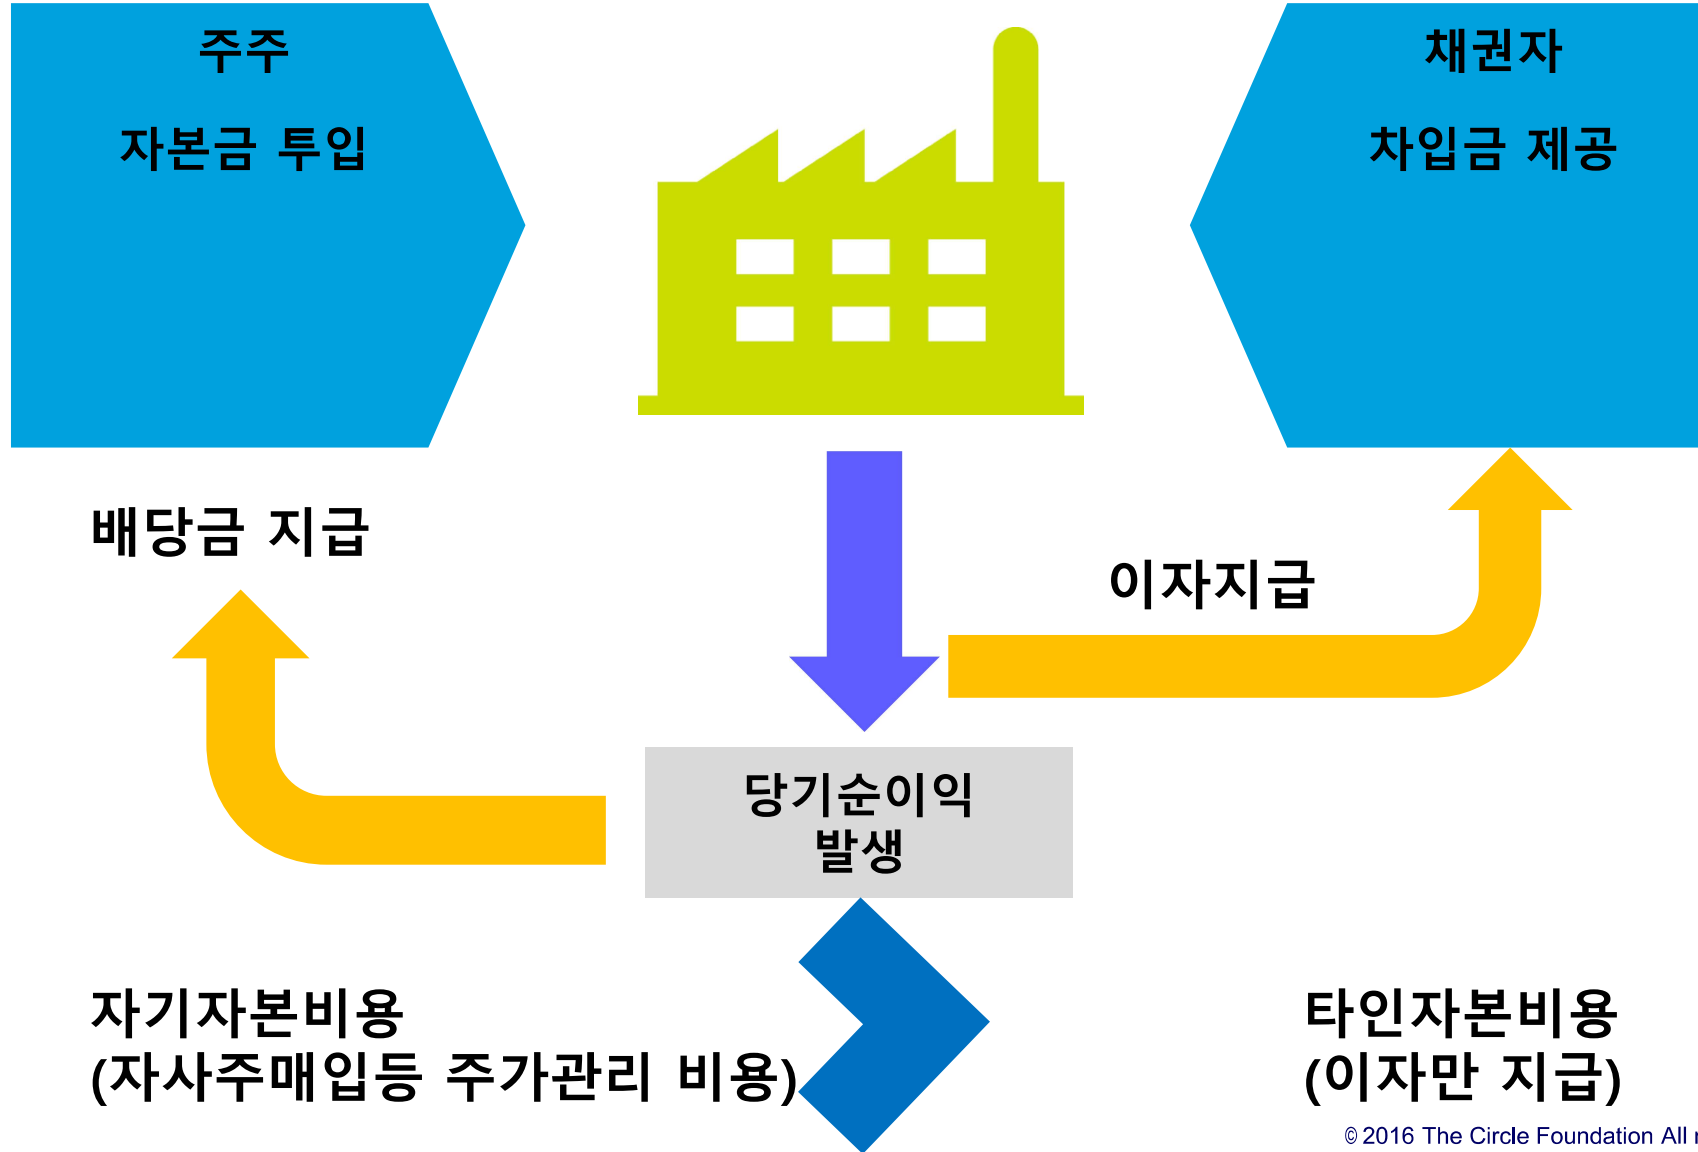 주주
자본금 투입
채권자
차입금 제공
배당금 지급
이자지급
당기순이익
발생
자기자본비용
(자사주매입등 주가관리 비용)
타인자본비용
(이자만 지급)
© 2016 The Circle Foundation All